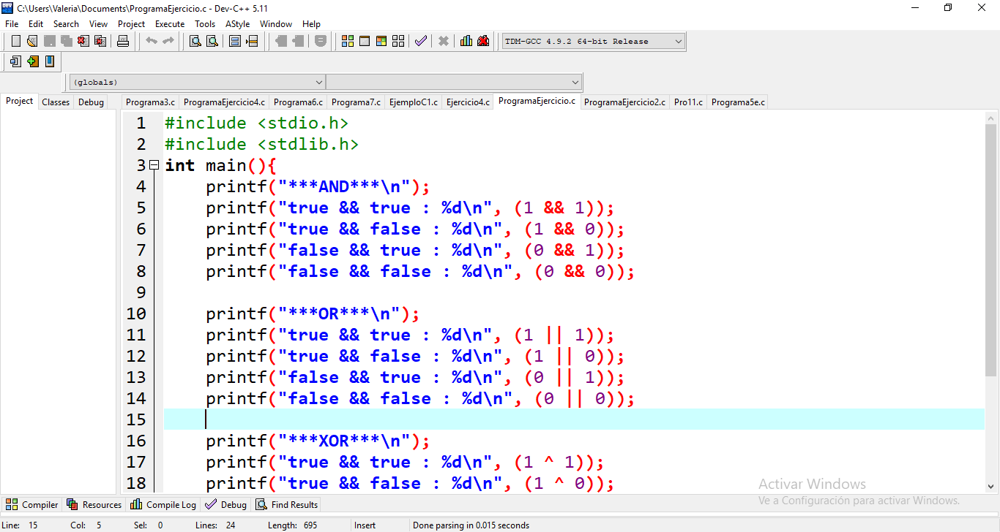 C:\Users\Valeria\Documents\ProgramaEjercicio.c - Dev-C++ 5.11
File Edit Search View Project Execute Tools AStyle Window Help
TDM-GCC 4.9.2 64-bit Release
(globals)
Project Classes Debug Programa3.c ProgramaEjercicio4.c Programa6.c Programa7.c EjemploC1.c Ejercicio4.c ProgramaEjercicio.c ProgramaEjercicio2.c Pro11.c Programa5e.c
1 #include <stdio.h>
2 #include <stdlib.h>
3 int main(){
4 printf("***AND***\n");
5 printf("true && true : %d\n", (1 && 1));
6 printf("true && false : %d\n", (1 && 0));
7 printf("false && true : %d\n", (0 && 1));
8 printf("false && false : %d\n", (0 && 0));
9
10 printf("***OR***\n");
11 printf("true && true : %d\n", (1 || 1));
12 printf("true && false : %d\n", (1 || 0));
13 printf("false && true : %d\n", (0 || 1));
14 printf("false && false : %d\n", (0 || 0));
15
16 printf("***XOR***\n");
17 printf("true && true : %d\n", (1 ^ 1));
18 printf("true && false : %d\n", (1 ^ 0));
Activar Windows
Ve a Configuración para activar Windows.
Compiler Resources Compile Log Debug Find Results
Line: 15 Col: 5 Sel: 0 Lines: 24 Length: 695 Insert Done parsing in 0.015 seconds